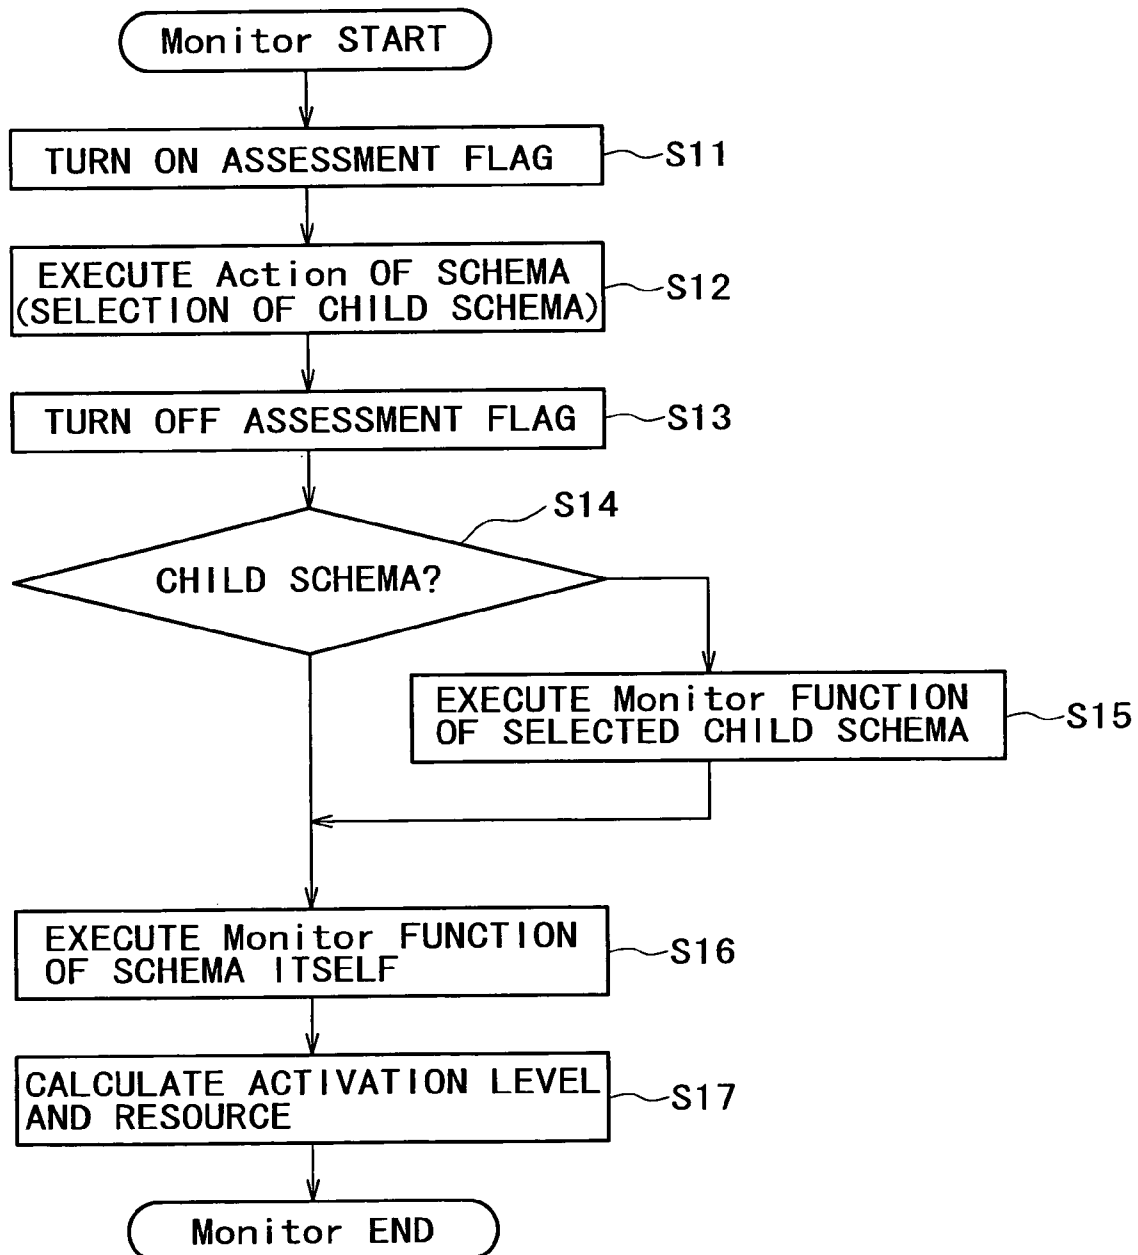 Monitor START
TURN ON ASSESSMENT FLAG
S11
EXECUTE Action OF SCHEMA
(SELECTION OF CHILD SCHEMA)
S12
TURN OFF ASSESSMENT FLAG
S13
S14
CHILD SCHEMA?
EXECUTE Monitor FUNCTION
OF SELECTED CHILD SCHEMA
S15
EXECUTE Monitor FUNCTION
OF SCHEMA ITSELF
S16
CALCULATE ACTIVATION LEVEL
AND RESOURCE
S17
Monitor END